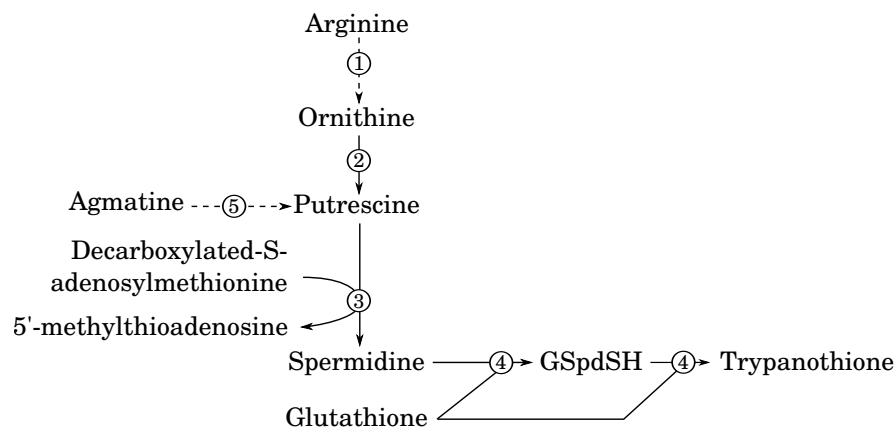 Arginine
①
Ornithine
②
Agmatine ⑤ Putrescine
Decarboxylated-S-
adenosylmethionine
③
5'-methylthioadenosine
Spermidine ④ GSpdSH ④ Trypanothione
Glutathione